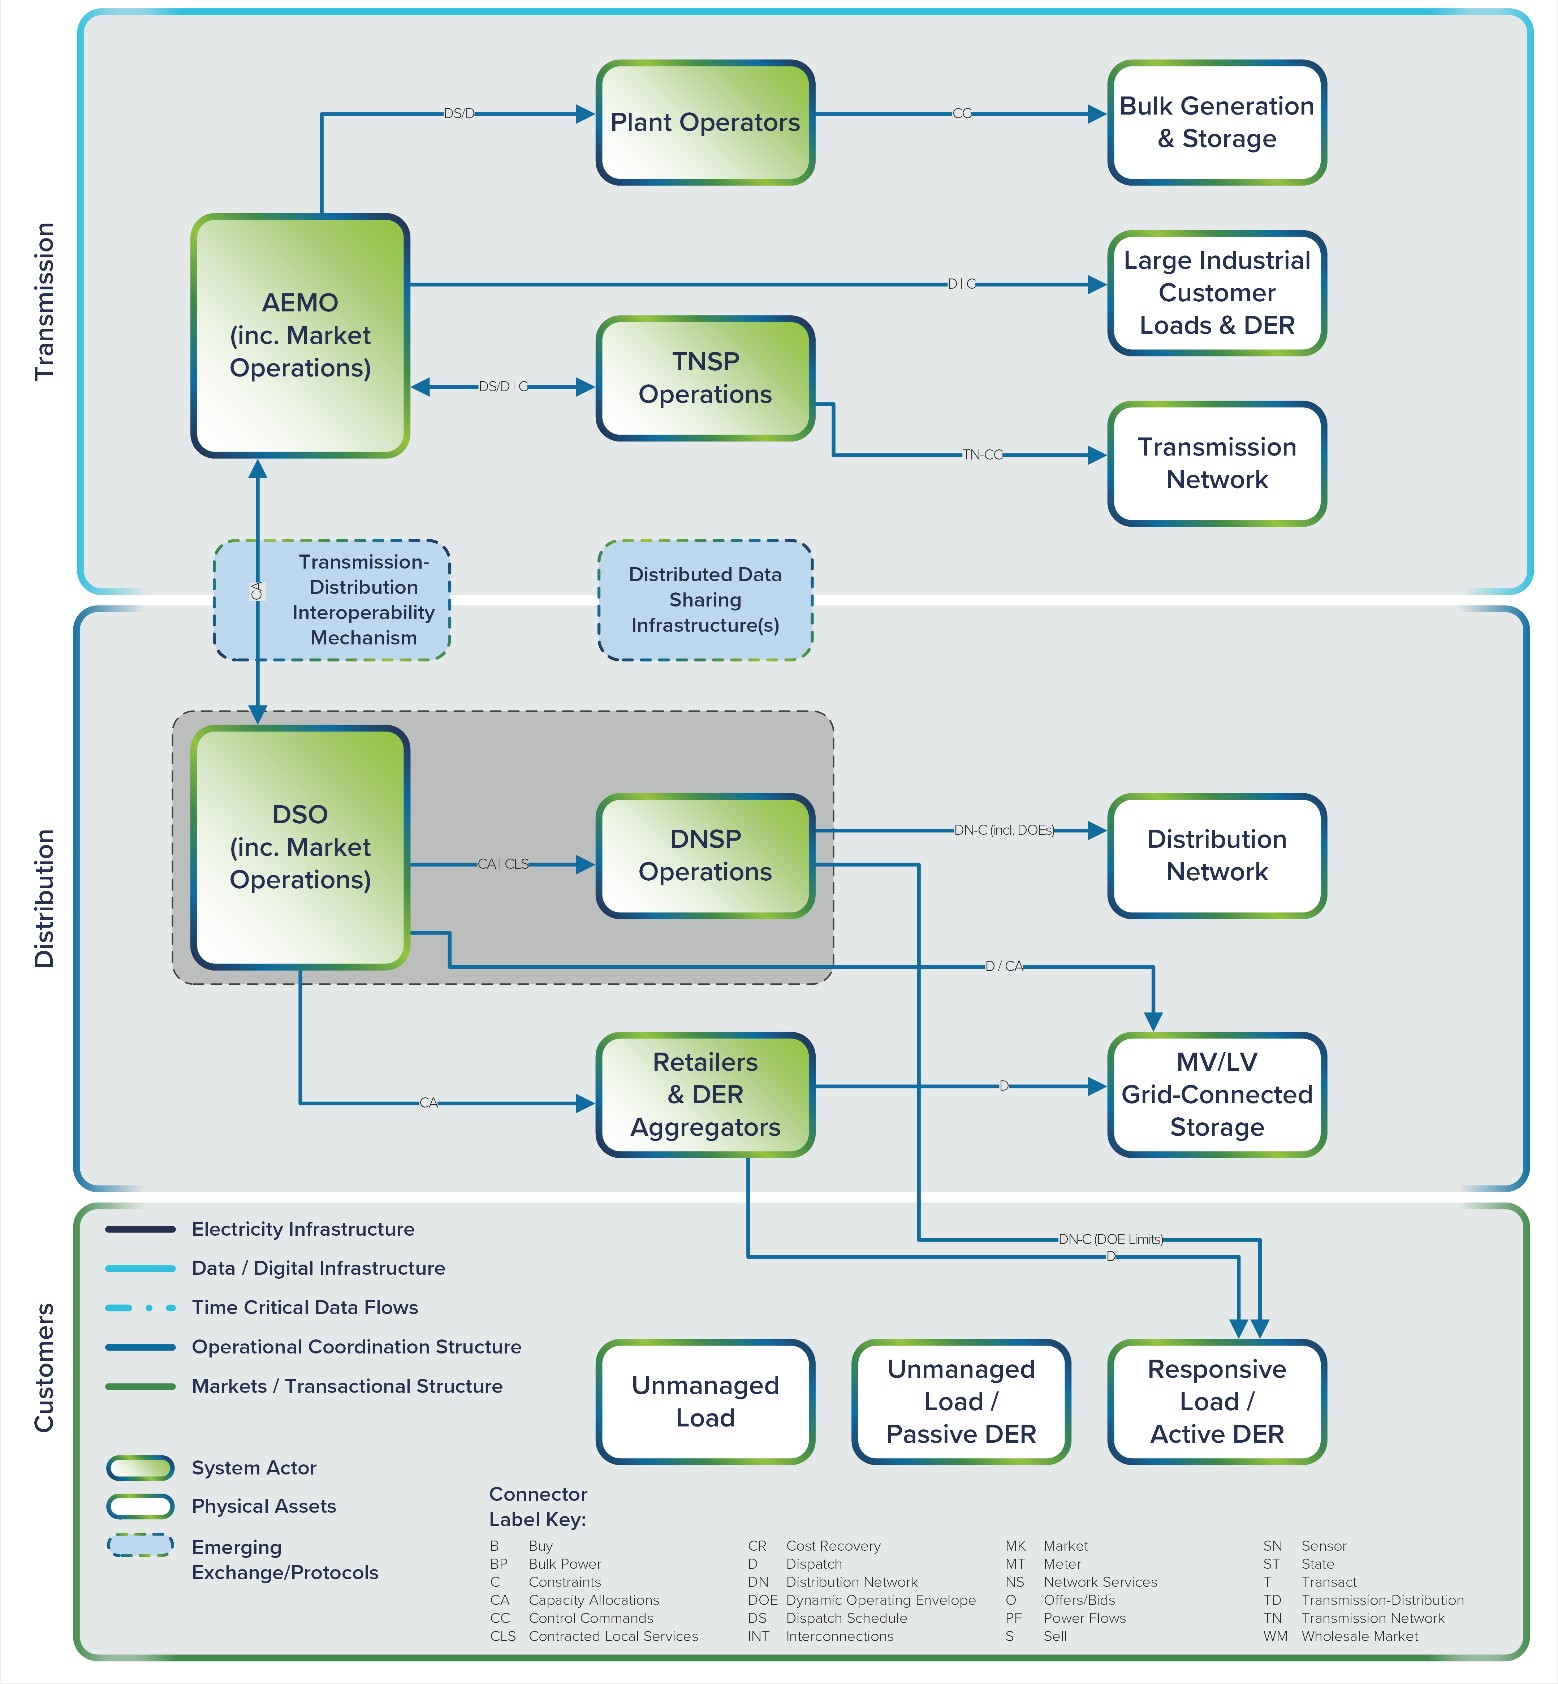 Transmission
Plant Operators
Bulk Generation
& Storage
DS/D
CC
AEMO
(inc. Market
Operations)
D | C
Large Industrial
Customer
Loads & DER
DS/D | C
TNSP
Operations
TN-CC
Transmission
Network
CA
Transmission-
Distribution
Interoperability
Mechanism
Distributed Data
Sharing
Infrastructure(s)
Distribution
DSO
(inc. Market
Operations)
CA | CLS
DNSP
Operations
DN-C (incl. DOEs)
Distribution
Network
D / CA
CA
Retailers
& DER
Aggregators
D
MV/LV
Grid-Connected
Storage
Customers
DN-C (DOE Limits)
D
Unmanaged
Load
Unmanaged
Load /
Passive DER
Responsive
Load /
Active DER
Electricity Infrastructure
Data / Digital Infrastructure
Time Critical Data Flows
Operational Coordination Structure
Markets / Transactional Structure
System Actor
Physical Assets
Emerging
Exchange/Protocols
Connector
Label Key:
B Buy
BP Bulk Power
C Constraints
CA Capacity Allocations
CC Control Commands
CLS Contracted Local Services
CR Cost Recovery
D Dispatch
DN Distribution Network
DOE Dynamic Operating Envelope
DS Dispatch Schedule
INT Interconnections
MK Market
MT Meter
NS Network Services
O Offers/Bids
PF Power Flows
S Sell
SN Sensor
ST State
T Transact
TD Transmission-Distribution
TN Transmission Network
WM Wholesale Market